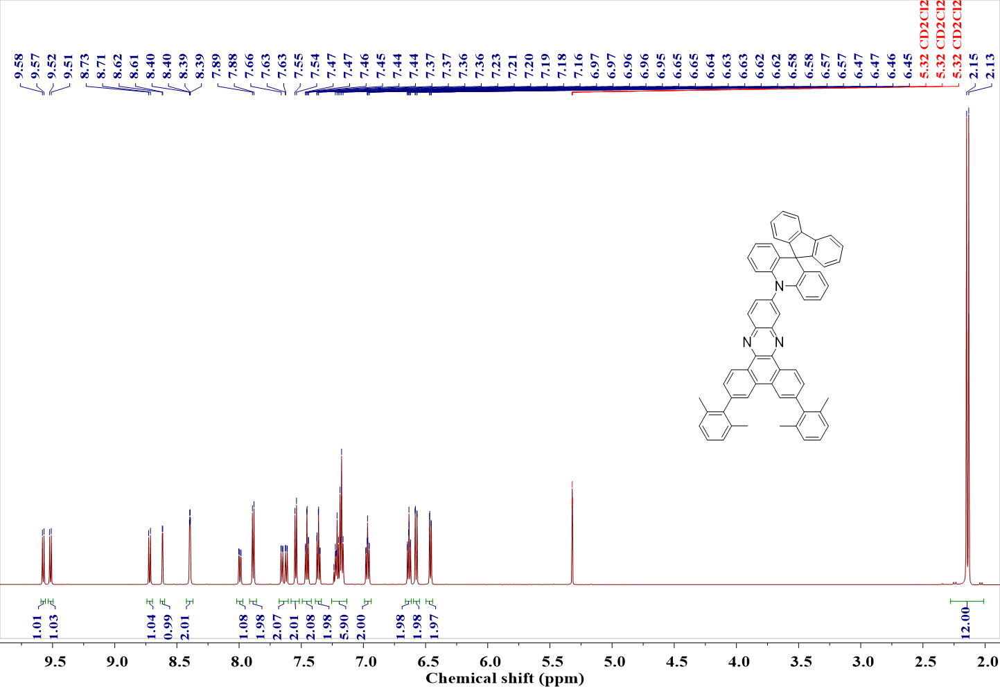 9.58 9.57 9.52 9.51 8.73 8.71 8.62 8.61 8.40 8.40 8.39 8.39 7.89 7.88 7.66 7.63 7.63 7.55 7.54 7.47 7.47 7.46 7.45 7.44 7.44 7.37 7.37 7.36 7.36 7.23 7.21 7.20 7.19 7.18 7.16 6.97 6.97 6.96 6.96 6.95 6.65 6.65 6.64 6.63 6.63 6.62 6.62 6.58 6.58 6.57 6.57 6.47 6.47 6.46 6.45 5.32 CD2Cl2 5.32 CD2Cl2 5.32 CD2Cl2 2.15 2.13
N
N N
1.01 1.03 1.04 0.99 2.01 1.08 1.98 2.07 2.01 2.08 1.98 5.90 2.00 1.98 1.98 1.97 12.00
9.5 9.0 8.5 8.0 7.5 7.0 6.5 6.0 5.5 5.0 4.5 4.0 3.5 3.0 2.5 2.0
Chemical shift (ppm)